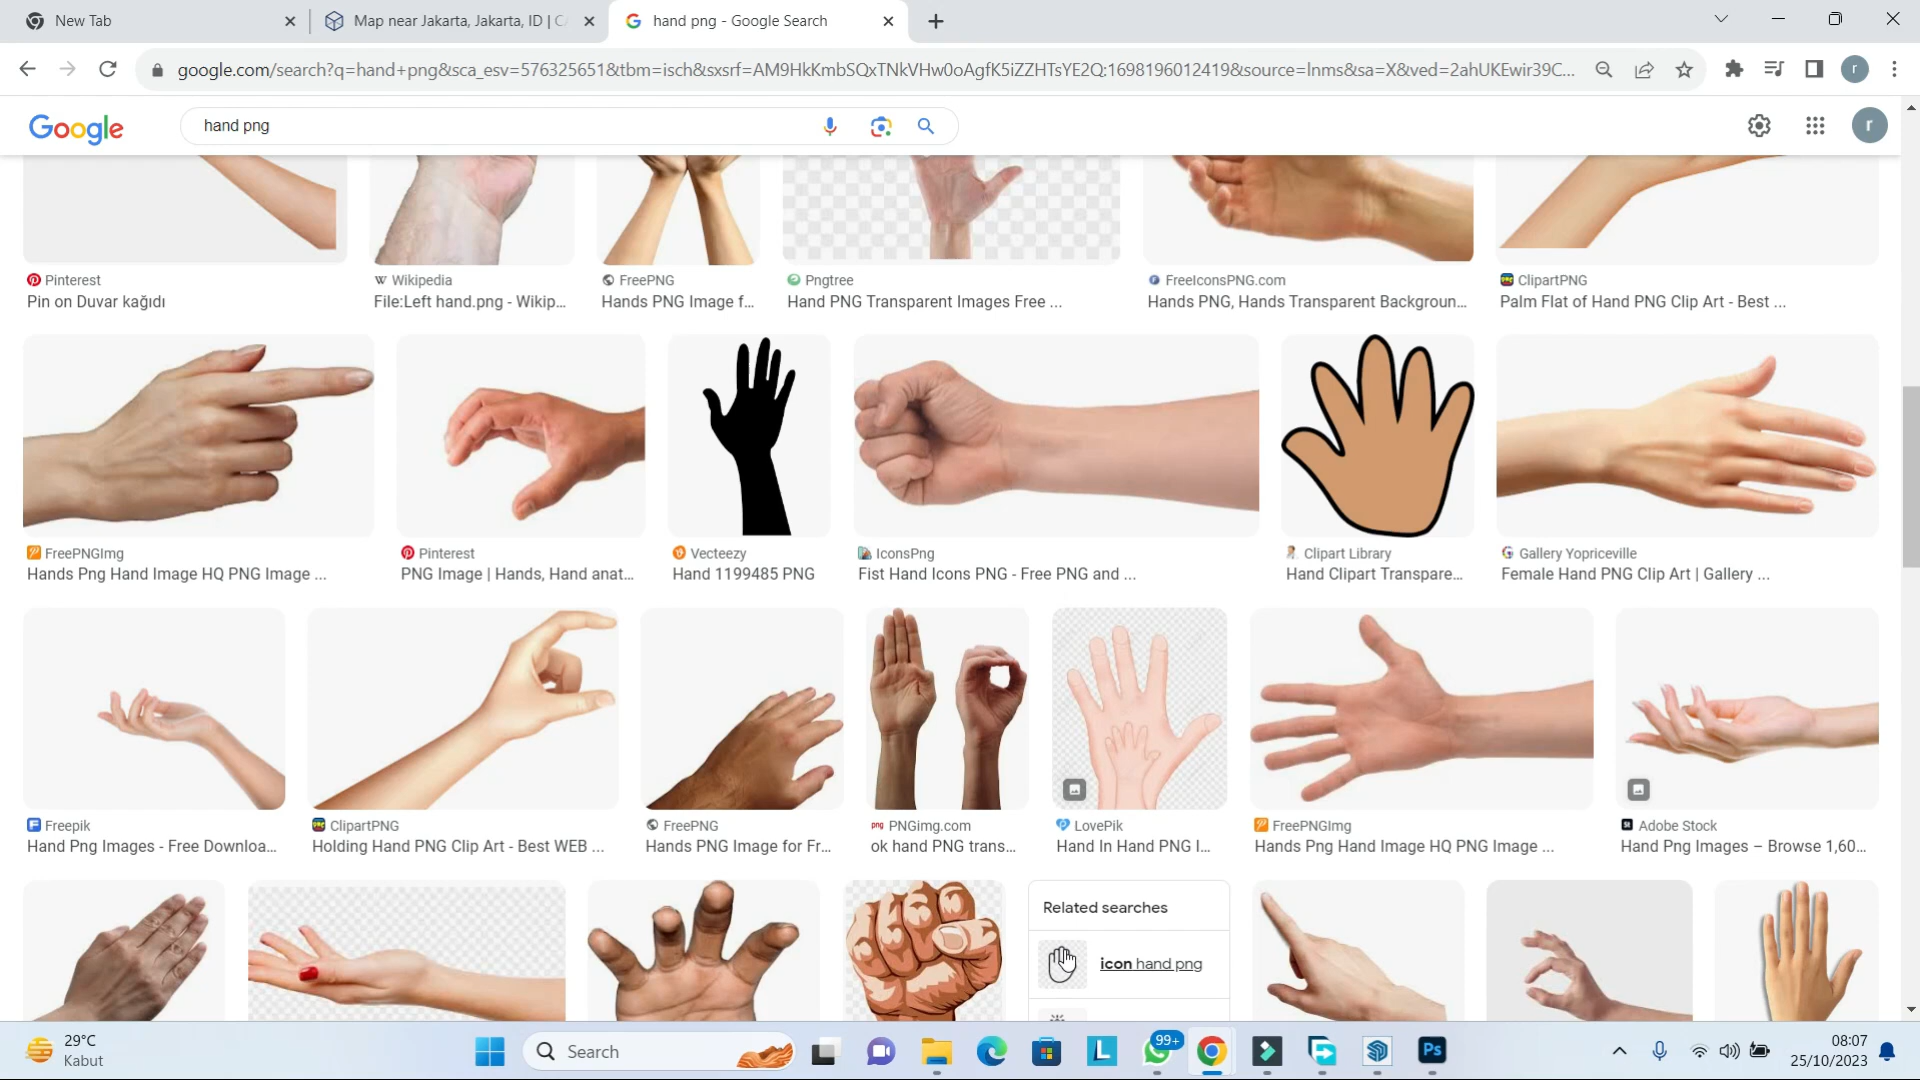 New Tab
Map near Jakarta, Jakarta, ID | C
hand png - Google Search
google.com/search?q=hand+png&sca_esv=576325651&tbm=isch&sxsrf=AM9HkKmbSQxTNkVHw0oAgfK5iZZHTsYE2Q:1698196012419&source=lnms&sa=X&ved=2ahUKEwir39C...
r
Google
hand png
r
Pinterest
Pin on Duvar kağıdı
Wikipedia
File:Left hand.png - Wikip...
FreePNG
Hands PNG Image f...
Pngtree
Hand PNG Transparent Images Free ...
FreeIconsPNG.com
Hands PNG, Hands Transparent Backgroun...
ClipartPNG
Palm Flat of Hand PNG Clip Art - Best ...
FreePNGImg
Hands Png Hand Image HQ PNG Image ...
Pinterest
PNG Image | Hands, Hand anat...
Vecteezy
Hand 1199485 PNG
IconsPng
Fist Hand Icons PNG - Free PNG and ...
Clipart Library
Hand Clipart Transpare...
Gallery Yopriceville
Female Hand PNG Clip Art | Gallery ...
Freepik
Hand Png Images - Free Downloa...
ClipartPNG
Holding Hand PNG Clip Art - Best WEB ...
FreePNG
Hands PNG Image for Fr...
png PNGimg.com
ok hand PNG trans...
LovePik
Hand In Hand PNG I...
FreePNGImg
Hands Png Hand Image HQ PNG Image ...
St Adobe Stock
Hand Png Images – Browse 1,60...
Related searches
icon hand png
29°C
Kabut
Search
L
99+
Ps
08:07
25/10/2023